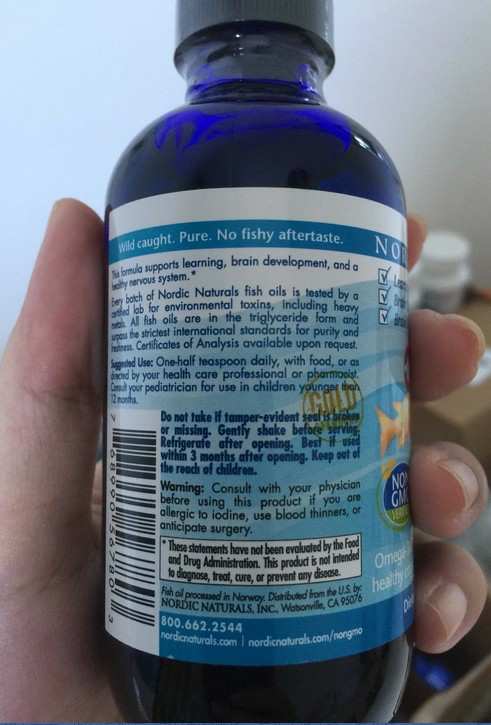 Wild caught. Pure. No fishy aftertaste.
This formula supports learning, brain development, and a
healthy nervous system.*
Every batch of Nordic Naturals fish oils is tested by a
certified lab for environmental toxins, including heavy
metals. All fish oils are in the triglyceride form and
surpass the strictest international standards for purity and
freshness. Certificates of Analysis available upon request.
Suggested Use: One-half teaspoon daily, with food, or as
directed by your health care professional or pharmacist.
Consult your pediatrician for use in children younger than
12 months.
Do not take if tamper-evident seal is broken
or missing. Gently shake before serving.
Refrigerate after opening. Best if used
within 3 months after opening. Keep out of
the reach of children.
Warning: Consult with your physician
before using this product if you are
allergic to iodine, use blood thinners, or
anticipate surgery.
* These statements have not been evaluated by the Food
and Drug Administration. This product is not intended
to diagnose, treat, cure, or prevent any disease.
Fish oil processed in Norway. Distributed from the U.S. by:
NORDIC NATURALS, INC., Watsonville, CA 95076
800.662.2544
nordicnaturals.com | nordicnaturals.com/nongmo
7 68990 56780 3
GOLD
NOR
NON
GMO
Omega-
healthy